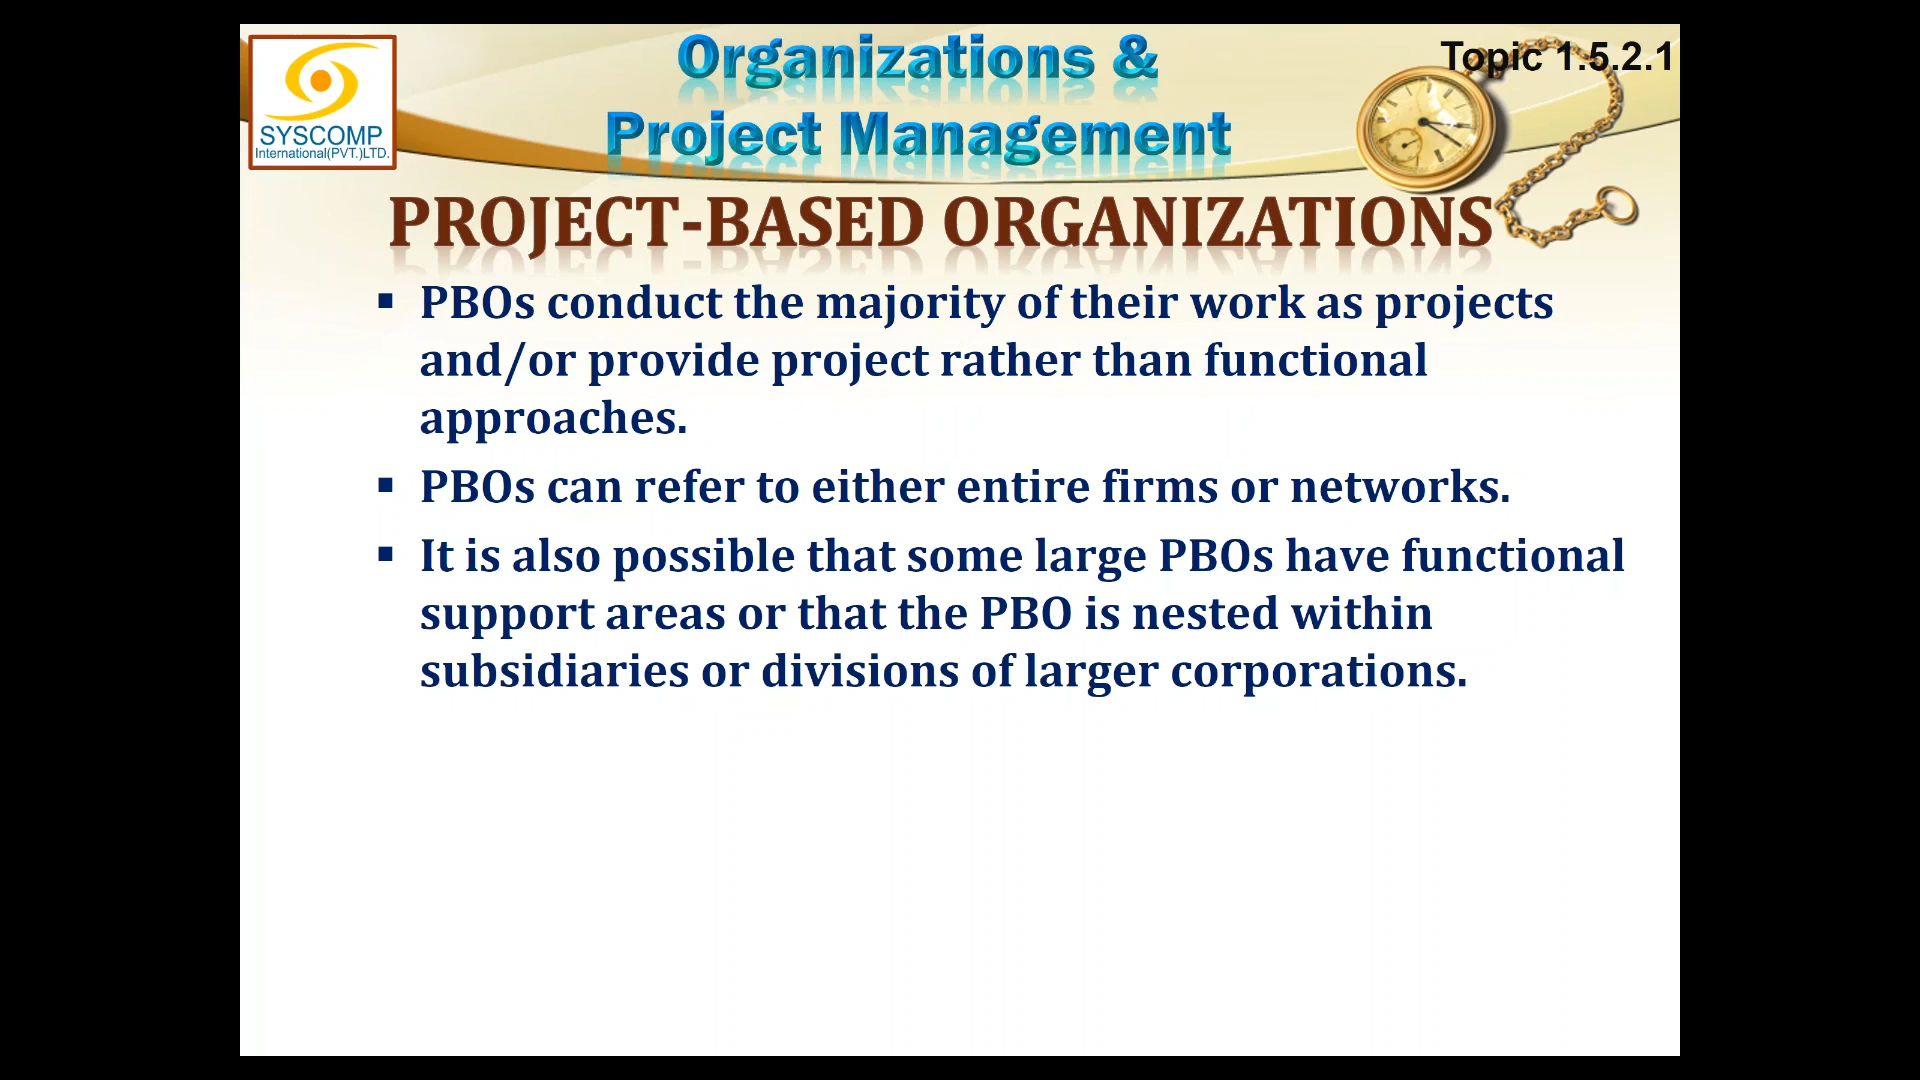 SYSCOMP
International(PVT.)LTD.
Organizations &
Project Management
Topic 1.5.2.1
PROJECT-BASED ORGANIZATIONS
▪ PBOs conduct the majority of their work as projects
and/or provide project rather than functional
approaches.
▪ PBOs can refer to either entire firms or networks.
▪ It is also possible that some large PBOs have functional
support areas or that the PBO is nested within
subsidiaries or divisions of larger corporations.